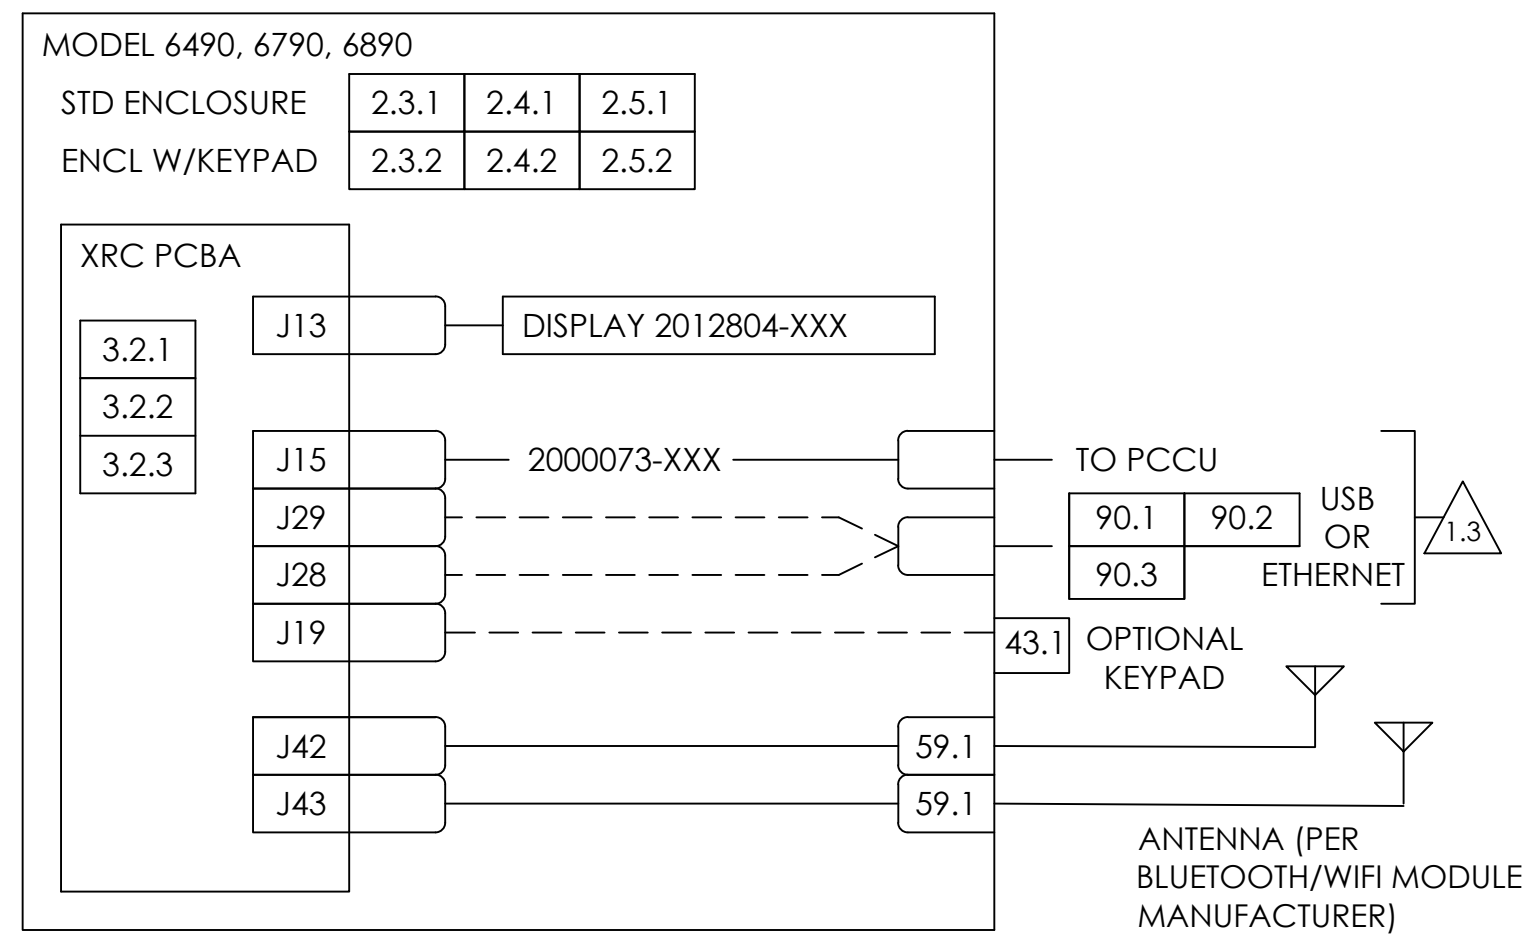 MODEL 6490, 6790, 6890
STD ENCLOSURE 2.3.1 2.4.1 2.5.1
ENCL W/KEYPAD 2.3.2 2.4.2 2.5.2
XRC PCBA
3.2.1
3.2.2
3.2.3
J13 DISPLAY 2012804-XXX
J15 2000073-XXX TO PCCU
J29
J28
90.1 90.2
90.3
USB
OR
ETHERNET
1.3
J19 43.1 OPTIONAL
KEYPAD
J42 59.1
J43 59.1
ANTENNA (PER
BLUETOOTH/WIFI MODULE
MANUFACTURER)